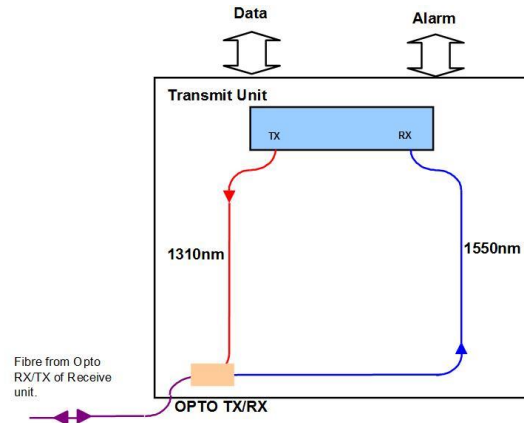 Data
Alarm
Transmit Unit
TX
RX
1310nm
1550nm
Fibre from Opto
RX/TX of Receive
unit.
OPTO TX/RX